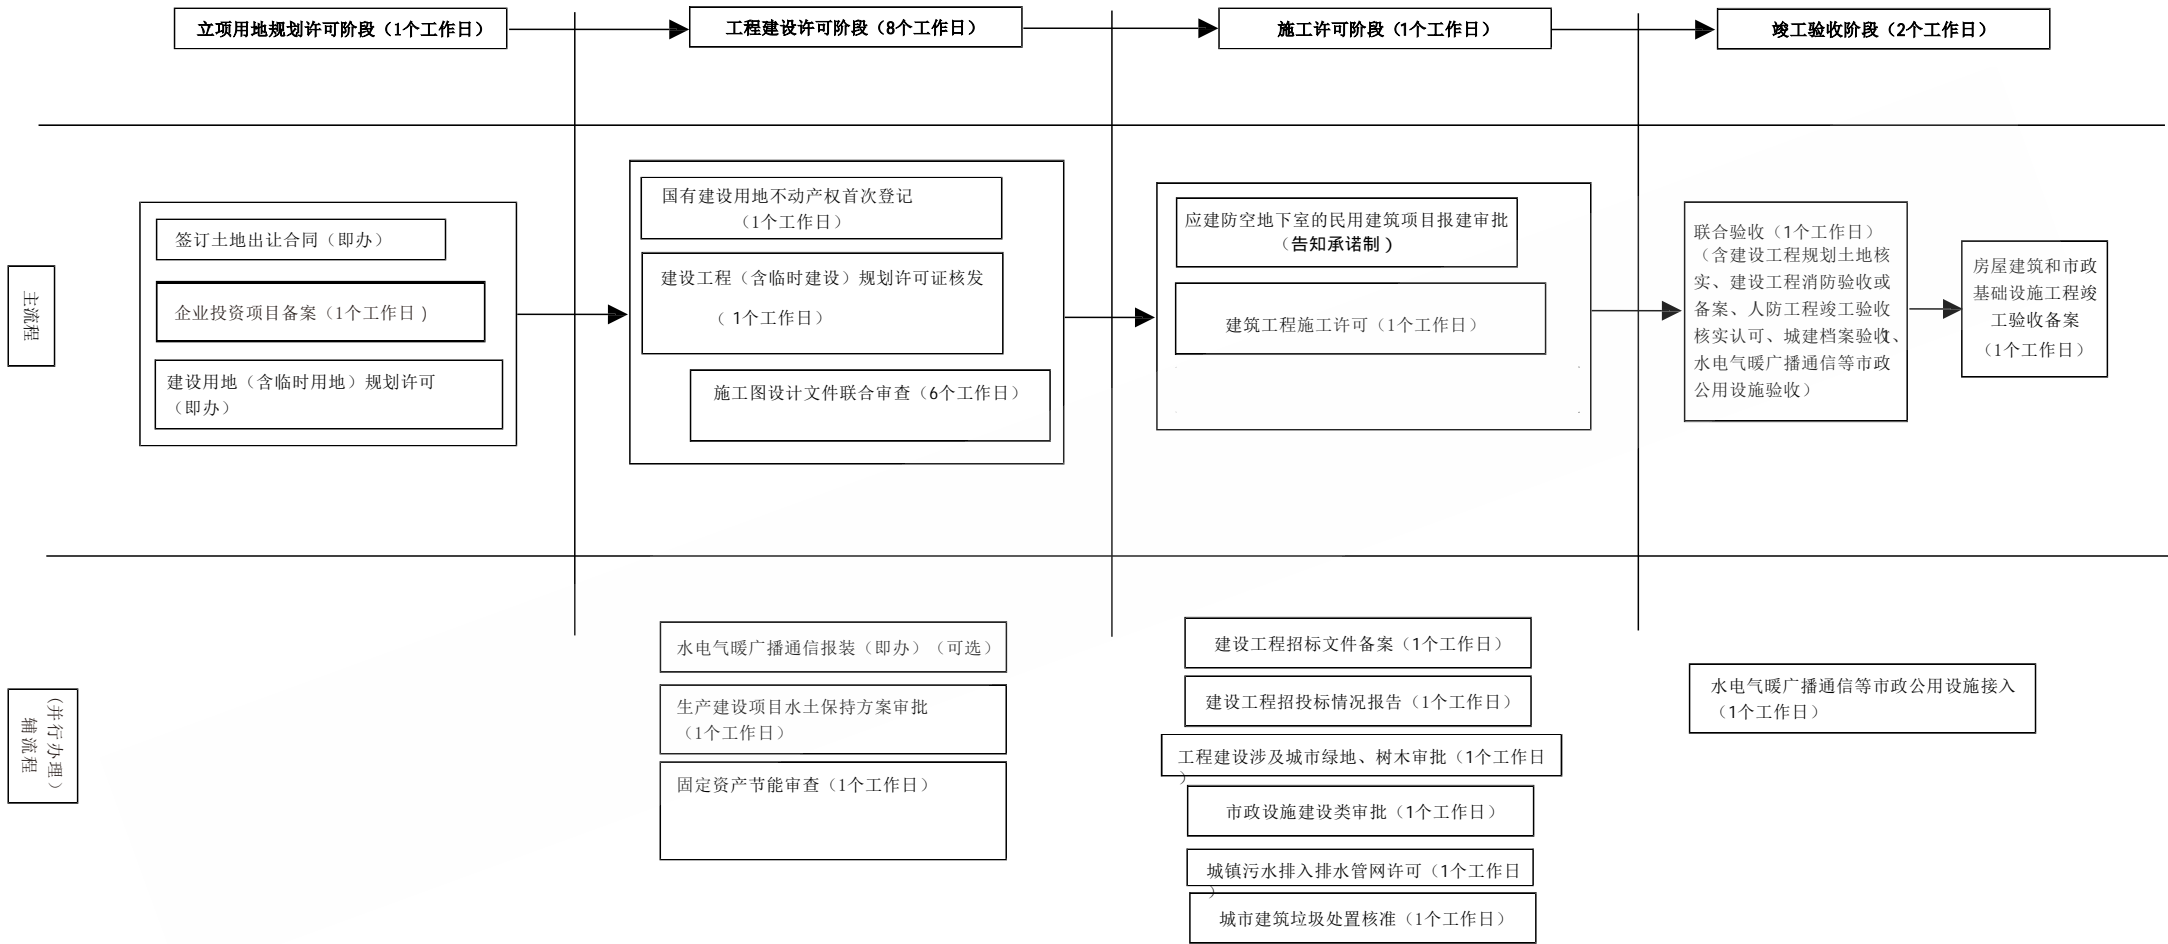 立项用地规划许可阶段（1个工作日）
工程建设许可阶段（8个工作日）
施工许可阶段（1个工作日）
竣工验收阶段（2个工作日）
主流程
签订土地出让合同（即办）
企业投资项目备案（1个工作日)
建设用地（含临时用地）规划许可
（即办）
国有建设用地不动产权首次登记
（1个工作日）
建设工程（含临时建设）规划许可证核发
（ 1个工作日）
施工图设计文件联合审查（6个工作日）
应建防空地下室的民用建筑项目报建审批
（告知承诺制）
建筑工程施工许可（1个工作日）
联合验收（1个工作日）
（含建设工程规划土地核
实、建设工程消防验收或
备案、人防工程竣工验收
核实认可、城建档案验收、
水电气暖广播通信等市政
公用设施验收）
房屋建筑和市政
基础设施工程竣
工验收备案
（1个工作日）
（并行办理）
辅流程
水电气暖广播通信报装（即办）（可选）
生产建设项目水土保持方案审批
（1个工作日）
固定资产节能审查（1个工作日）
建设工程招标文件备案（1个工作日）
建设工程招投标情况报告（1个工作日）
工程建设涉及城市绿地、树木审批（1个工作日
）
市政设施建设类审批（1个工作日）
城镇污水排入排水管网许可（1个工作日
）
城市建筑垃圾处置核准（1个工作日）
水电气暖广播通信等市政公用设施接入
（1个工作日）